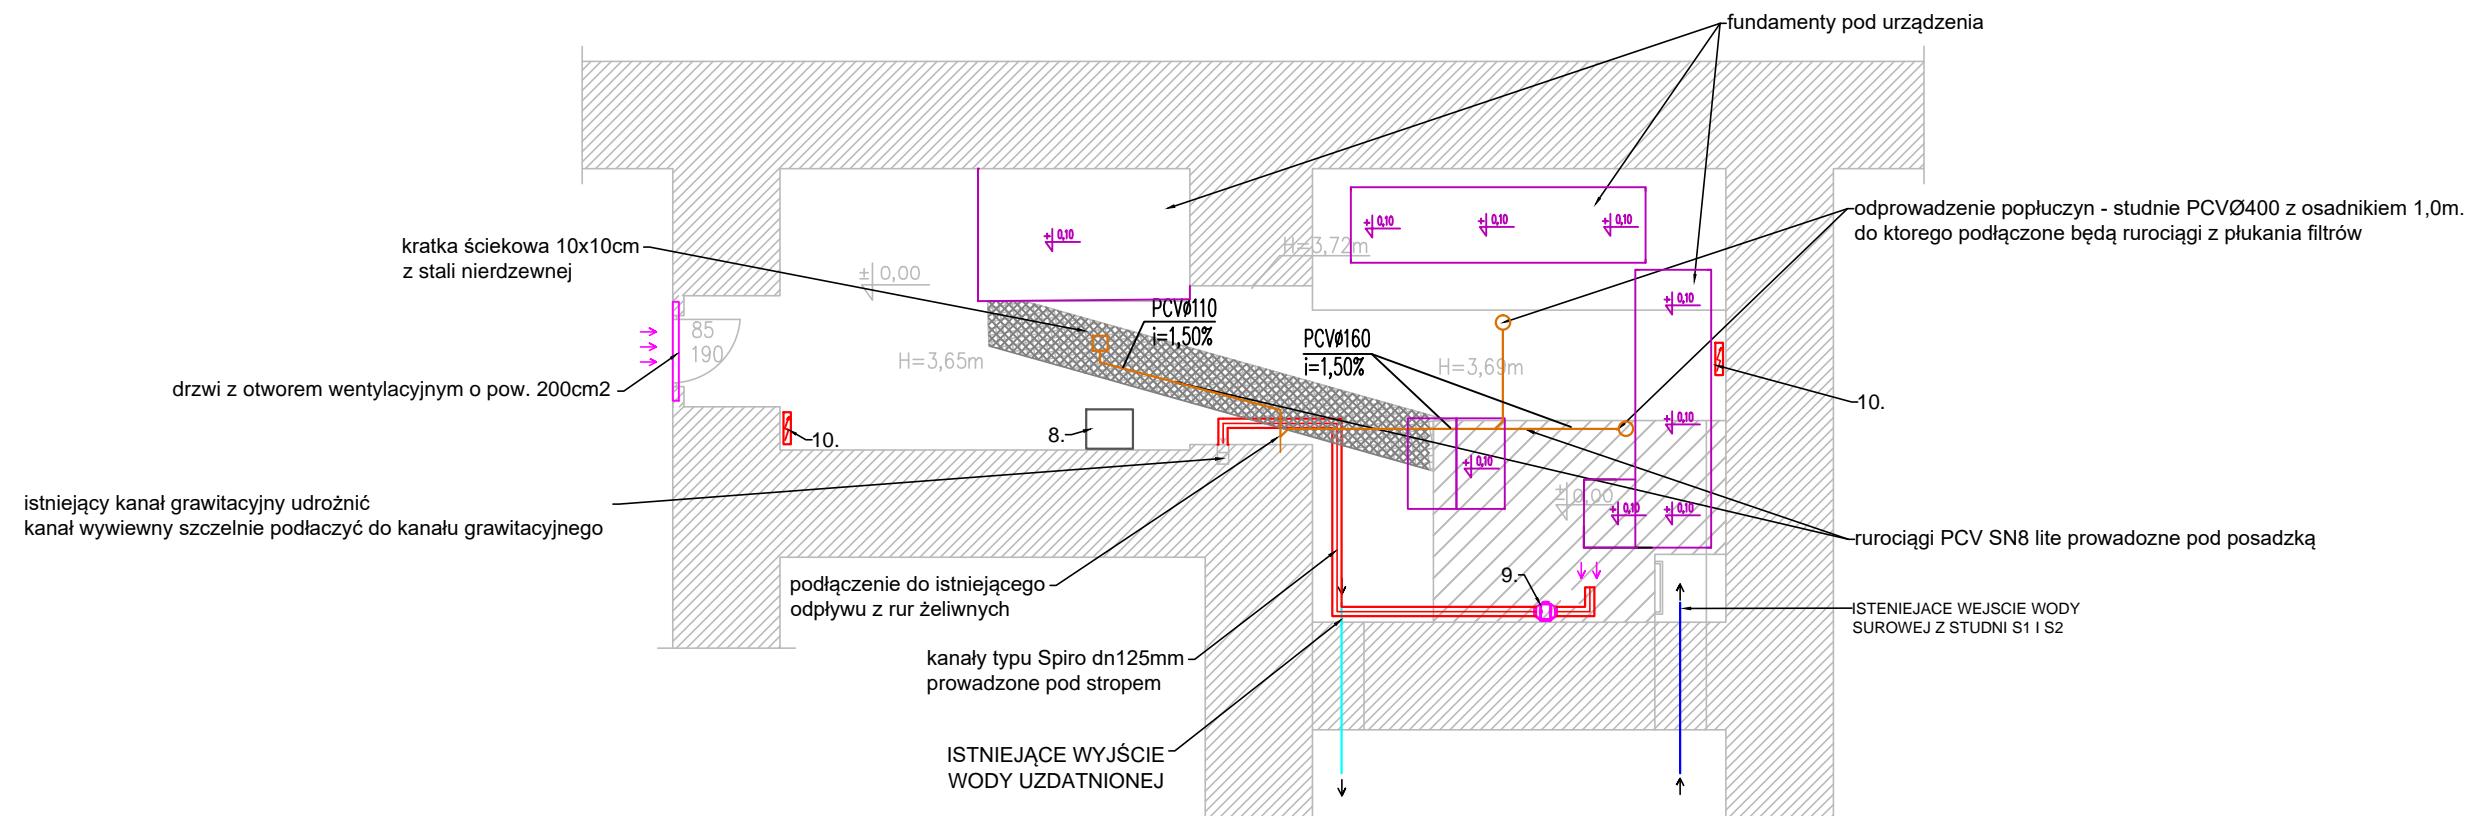 fundamenty pod urządzenia
odprowadzenie popłuczyn - studnie PCVØ400 z osadnikiem 1,0m.
do ktorego podłączone będą rurociągi z płukania filtrów
kratka ściekowa 10x10cm
z stali nierdzewnej
± 0,10
± 0,10
± 0,10
± 0,10
H=3,72m
± 0,00
PCVø110
i=1,50%
± 0,10
85
190
H=3,65m
PCVø160
i=1,50%
H=3,69m
drzwi z otworem wentylacyjnym o pow. 200cm2
10.
10.
8.
± 0,10
± 0,10
istniejący kanał grawitacyjny udrożnić
kanał wywiewny szczelnie podłaczyć do kanału grawitacyjnego
± 0,00
± 0,10
± 0,10
rurociągi PCV SN8 lite prowadozne pod posadzką
podłączenie do istniejącego
odpływu z rur żeliwnych
9.
ISTENIEJACE WEJSCIE WODY
SUROWEJ Z STUDNI S1 I S2
kanały typu Spiro dn125mm
prowadzone pod stropem
ISTNIEJĄCE WYJŚCIE
WODY UZDATNIONEJ